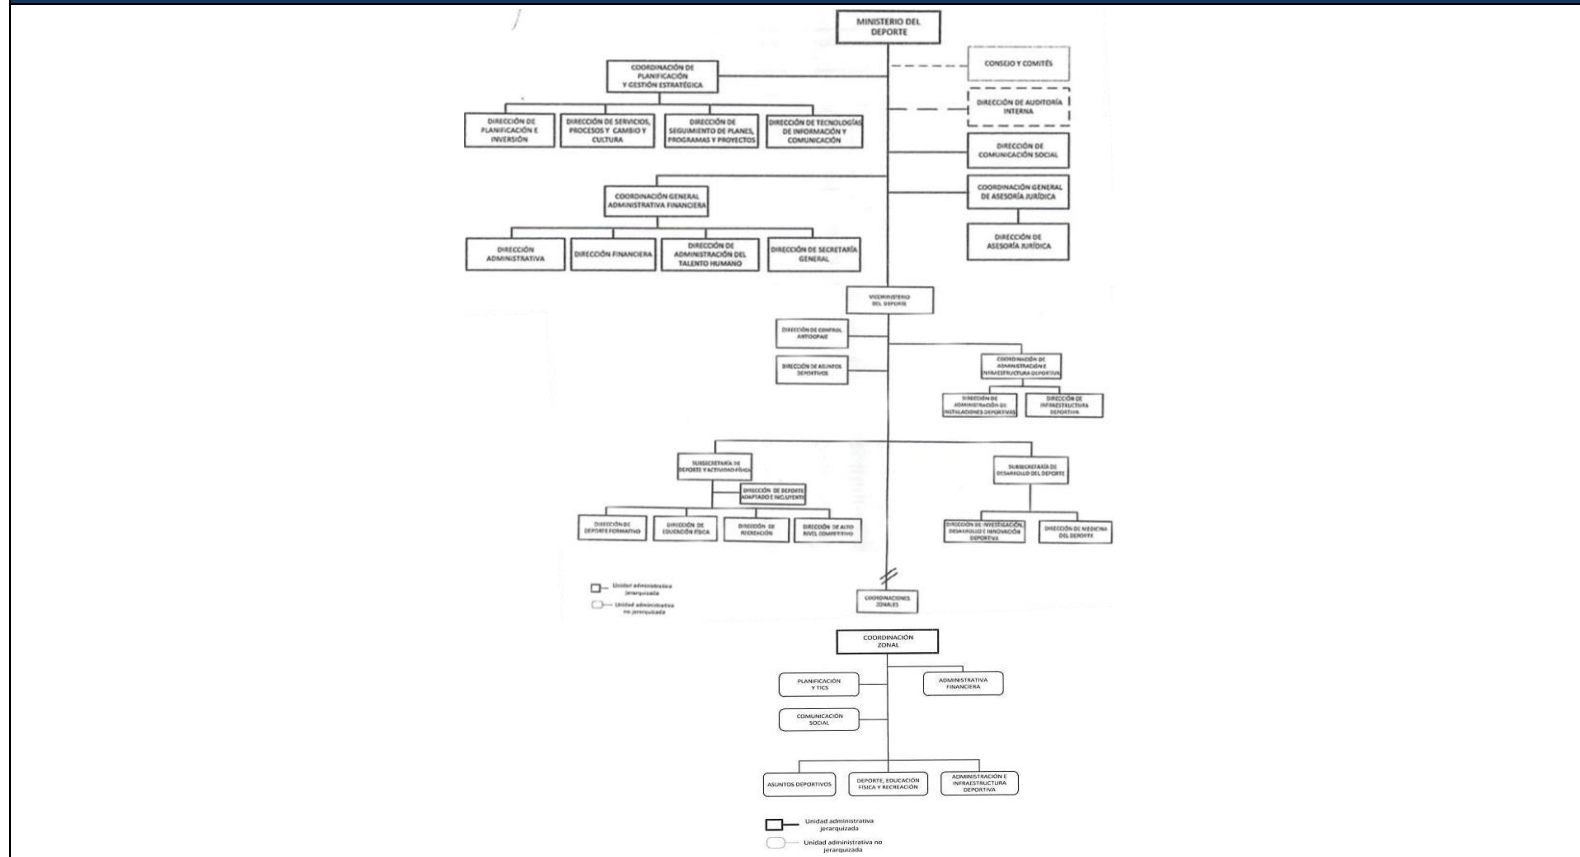 MINISTERIO DEL
DEPORTE
CONSEJO Y COMITÉS
COORDINACIÓN DE
PLANIFICACIÓN
Y GESTIÓN ESTRATÉGICA
DIRECCIÓN DE AUDITORÍA
INTERNA
DIRECCIÓN DE
PLANIFICACIÓN E
INVERSIÓN
DIRECCIÓN DE SERVICIOS,
PROCESOS Y CAMBIO Y
CULTURA
DIRECCIÓN DE
SEGUIMIENTO DE PLANES,
PROGRAMAS Y PROYECTOS
DIRECCIÓN DE TECNOLOGÍAS
DE INFORMACIÓN Y
COMUNICACIÓN
DIRECCIÓN DE
COMUNICACIÓN SOCIAL
COORDINACIÓN GENERAL
DE ASESORÍA JURÍDICA
COORDINACIÓN GENERAL
ADMINISTRATIVA FINANCIERA
DIRECCIÓN DE
ASESORÍA JURÍDICA
DIRECCIÓN
ADMINISTRATIVA
DIRECCIÓN FINANCIERA
DIRECCIÓN DE
ADMINISTRACIÓN DEL
TALENTO HUMANO
DIRECCIÓN DE SECRETARÍA
GENERAL
VICEMINISTERIO
DEL DEPORTE
DIRECCIÓN DE CONTROL
ANTIDOPAJE
DIRECCIÓN DE ASUNTOS
DEPORTIVOS
COORDINACIÓN DE
ADMINISTRACIÓN E
INFRAESTRUCTURA DEPORTIVA
DIRECCIÓN DE
ADMINISTRACIÓN DE
INSTALACIONES DEPORTIVAS
DIRECCIÓN DE
INFRAESTRUCTURA
DEPORTIVA
SUBSECRETARÍA DE
DEPORTE Y ACTIVIDAD FÍSICA
SUBSECRETARÍA DE
DESARROLLO DEL DEPORTE
DIRECCIÓN DE DEPORTE
ADAPTADO E INCLUYENTE
DIRECCIÓN DE
DEPORTE FORMATIVO
DIRECCIÓN DE
EDUCACIÓN FÍSICA
DIRECCIÓN DE
RECREACIÓN
DIRECCIÓN DE ALTO
NIVEL COMPETITIVO
DIRECCIÓN DE INVESTIGACIÓN,
DESARROLLO E INNOVACIÓN
DEPORTIVA
DIRECCIÓN DE MEDICINA
DEL DEPORTE
Unidad administrativa
jerarquizada
Unidad administrativa
no jerarquizada
COORDINACIONES
ZONALES
COORDINACIÓN
ZONAL
PLANIFICACIÓN
Y TICS
ADMINISTRATIVA
FINANCIERA
COMUNICACIÓN
SOCIAL
ASUNTOS DEPORTIVOS
DEPORTE, EDUCACIÓN
FÍSICA Y RECREACIÓN
ADMINISTRACIÓN E
INFRAESTRUCTURA
DEPORTIVA
Unidad administrativa
jerarquizada
Unidad administrativa no
jerarquizada